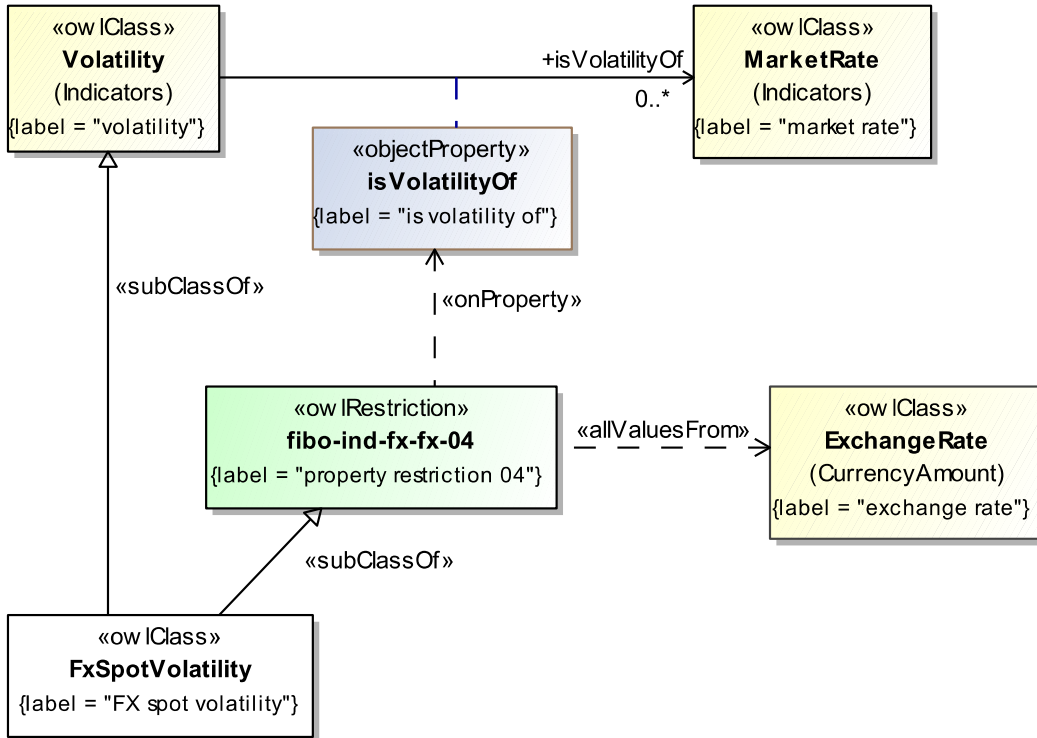 «owlClass»
Volatility
(Indicators)
{label = "volatility"}
+isVolatilityOf
0..*
«owlClass»
MarketRate
(Indicators)
{label = "market rate"}
«objectProperty»
isVolatilityOf
{label = "is volatility of"}
«subClassOf»
«onProperty»
«owlRestriction»
fibo-ind-fx-fx-04
{label = "property restriction 04"}
«allValuesFrom»
«owlClass»
ExchangeRate
(CurrencyAmount)
{label = "exchange rate"}
«subClassOf»
«owlClass»
FxSpotVolatility
{label = "FX spot volatility"}